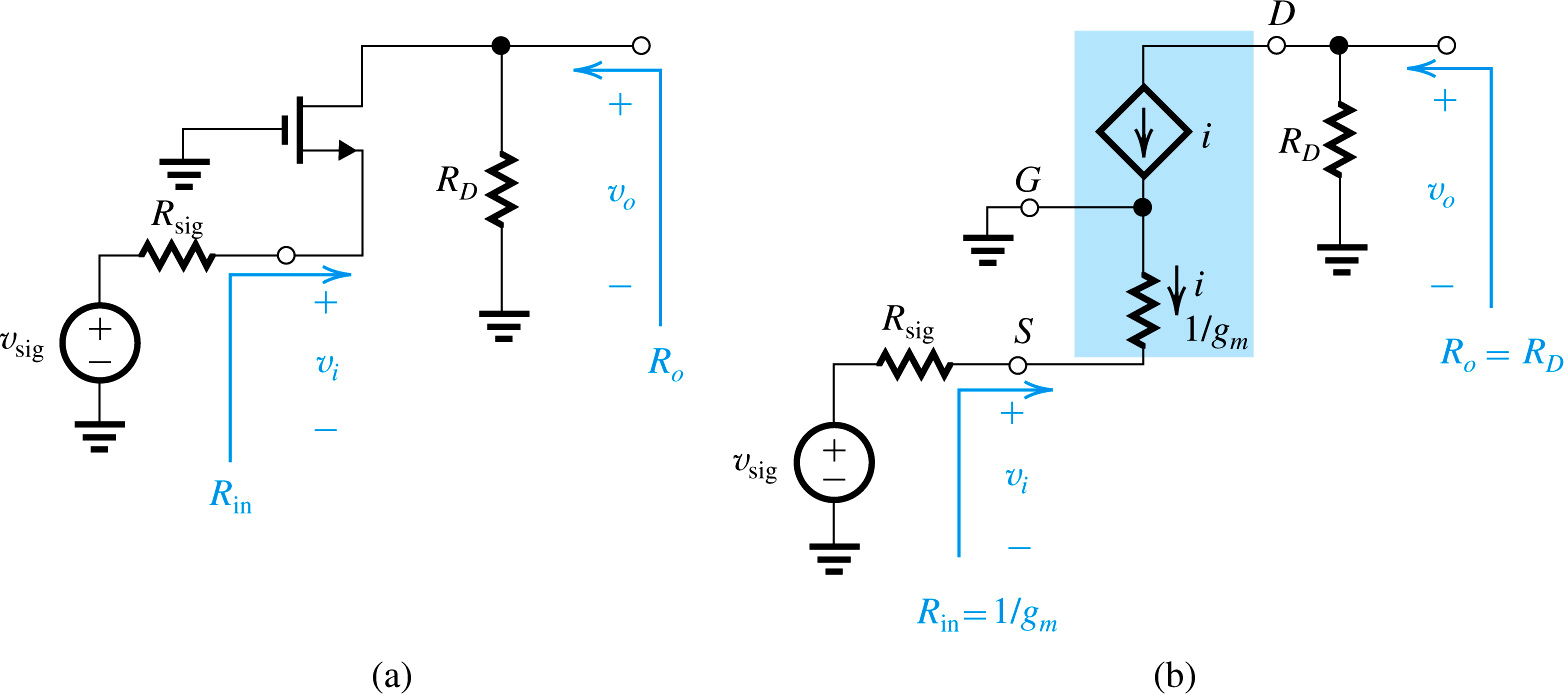 R_sig
v_sig
+
−
R_in
+
v_i
−
R_D
+
v_o
−
R_o
(a)
D
i
G
i
1/g_m
R_sig
S
v_sig
+
−
+
v_i
−
R_in = 1/g_m
R_D
+
v_o
−
R_o = R_D
(b)